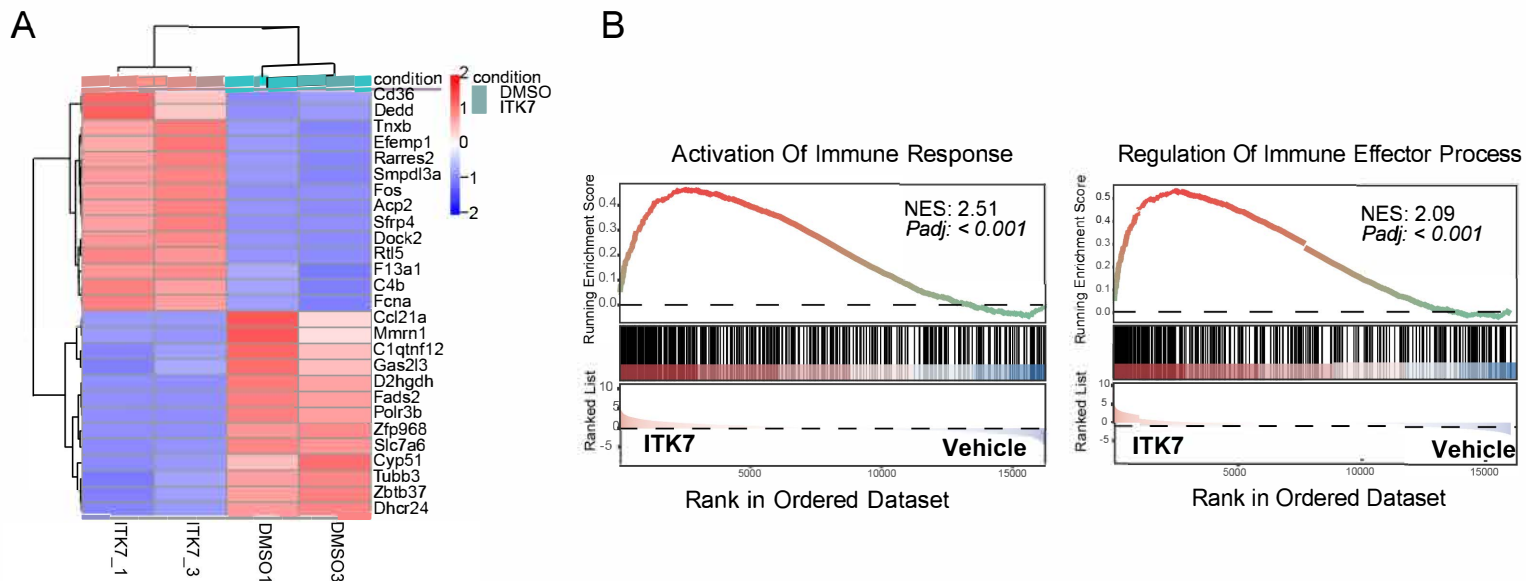 A
condition
2
1
0
−1
−2
condition
DMSO
ITK7
Cd36
Dedd
Tnxb
Efemp1
Rarres2
Smpdl3a
Fos
Acp2
Sfrp4
Dock2
Rtl5
F13a1
C4b
Fcna
Ccl21a
Mmrn1
C1qtnf12
Gas2l3
D2hgdh
Fads2
Polr3b
Zfp968
Slc7a6
Cyp51
Tubb3
Zbtb37
Dhcr24
ITK7_1
ITK7_3
DMSO1
DMSO3
B
Activation Of Immune Response
Running Enrichment Score
0.4
0.3
0.2
0.1
0.0
NES: 2.51
Padj: < 0.001
Ranked List
10
5
0
-5
ITK7
Vehicle
5000
10000
15000
Rank in Ordered Dataset
Regulation Of Immune Effector Process
Running Enrichment Score
0.5
0.4
0.3
0.2
0.1
0.0
NES: 2.09
Padj: < 0.001
Ranked List
10
5
0
-5
ITK7
Vehicle
5000
10000
15000
Rank in Ordered Dataset